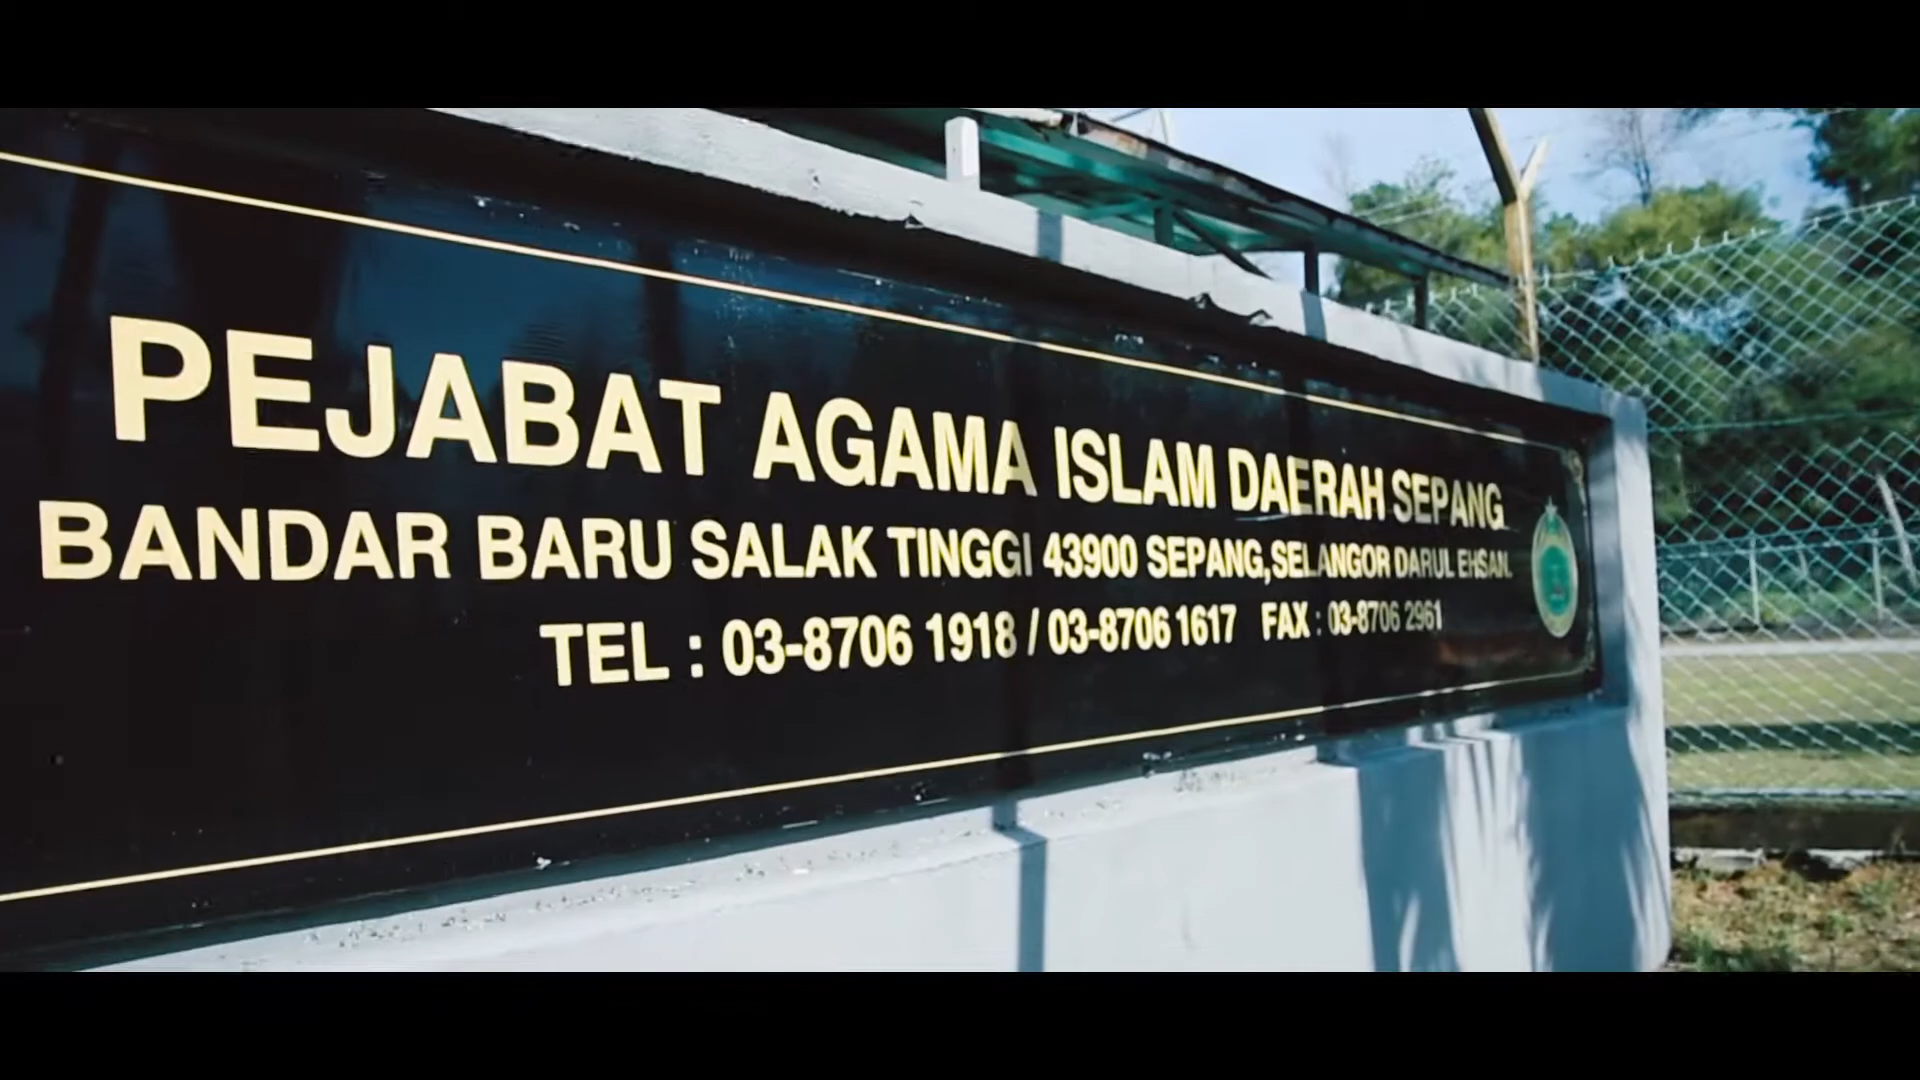 PEJABAT AGAMA ISLAM DAERAH SEPANG
BANDAR BARU SALAK TINGGI 43900 SEPANG,SELANGOR DARUL EHSAN.
TEL : 03-8706 1918 / 03-8706 1617 FAX : 03-8706 2961